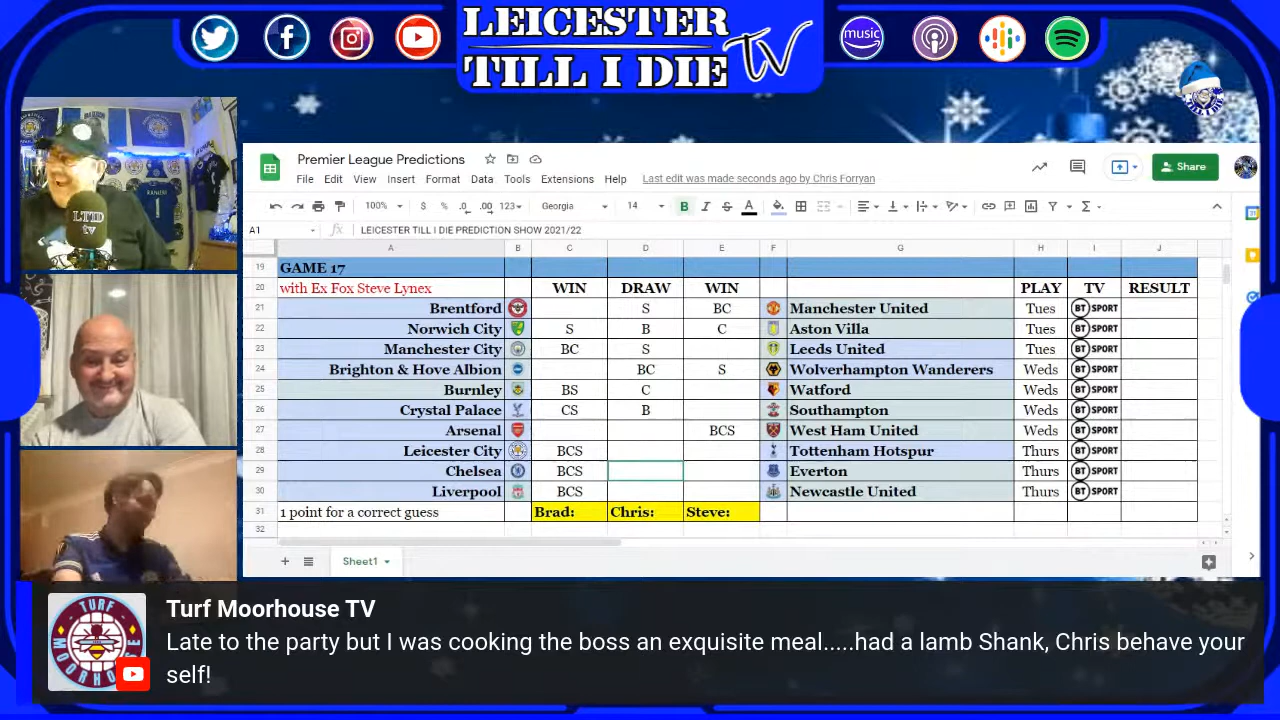 LEICESTER
TILL I DIE TV
music
Premier League Predictions
File Edit View Insert Format Tools Extensions Help Last edit was made seconds ago by Chris Forryan
Share
100% $ % .0 .00 123 Georgia 14 B I S A
A1 fx LEICESTER TILL I DIE PREDICTION SHOW 2021/22
A B C D E F G H I J
19 GAME 17
20 with Ex Fox Steve Lynex WIN DRAW WIN PLAY TV RESULT
21 Brentford S BC Manchester United Tues BT SPORT
22 Norwich City S B C Aston Villa Tues BT SPORT
23 Manchester City BC S Leeds United Tues BT SPORT
24 Brighton & Hove Albion BC S Wolverhampton Wanderers Weds BT SPORT
25 Burnley BS C Watford Weds BT SPORT
26 Crystal Palace CS B Southampton Weds BT SPORT
27 Arsenal BCS West Ham United Weds BT SPORT
28 Leicester City BCS Tottenham Hotspur Thurs BT SPORT
29 Chelsea BCS Everton Thurs BT SPORT
30 Liverpool BCS Newcastle United Thurs BT SPORT
31 1 point for a correct guess Brad: Chris: Steve:
32
Sheet1
LTID
TURF
MOORHOUSE
Turf Moorhouse TV
Late to the party but I was cooking the boss an exquisite meal.....had a lamb Shank, Chris behave your
self!